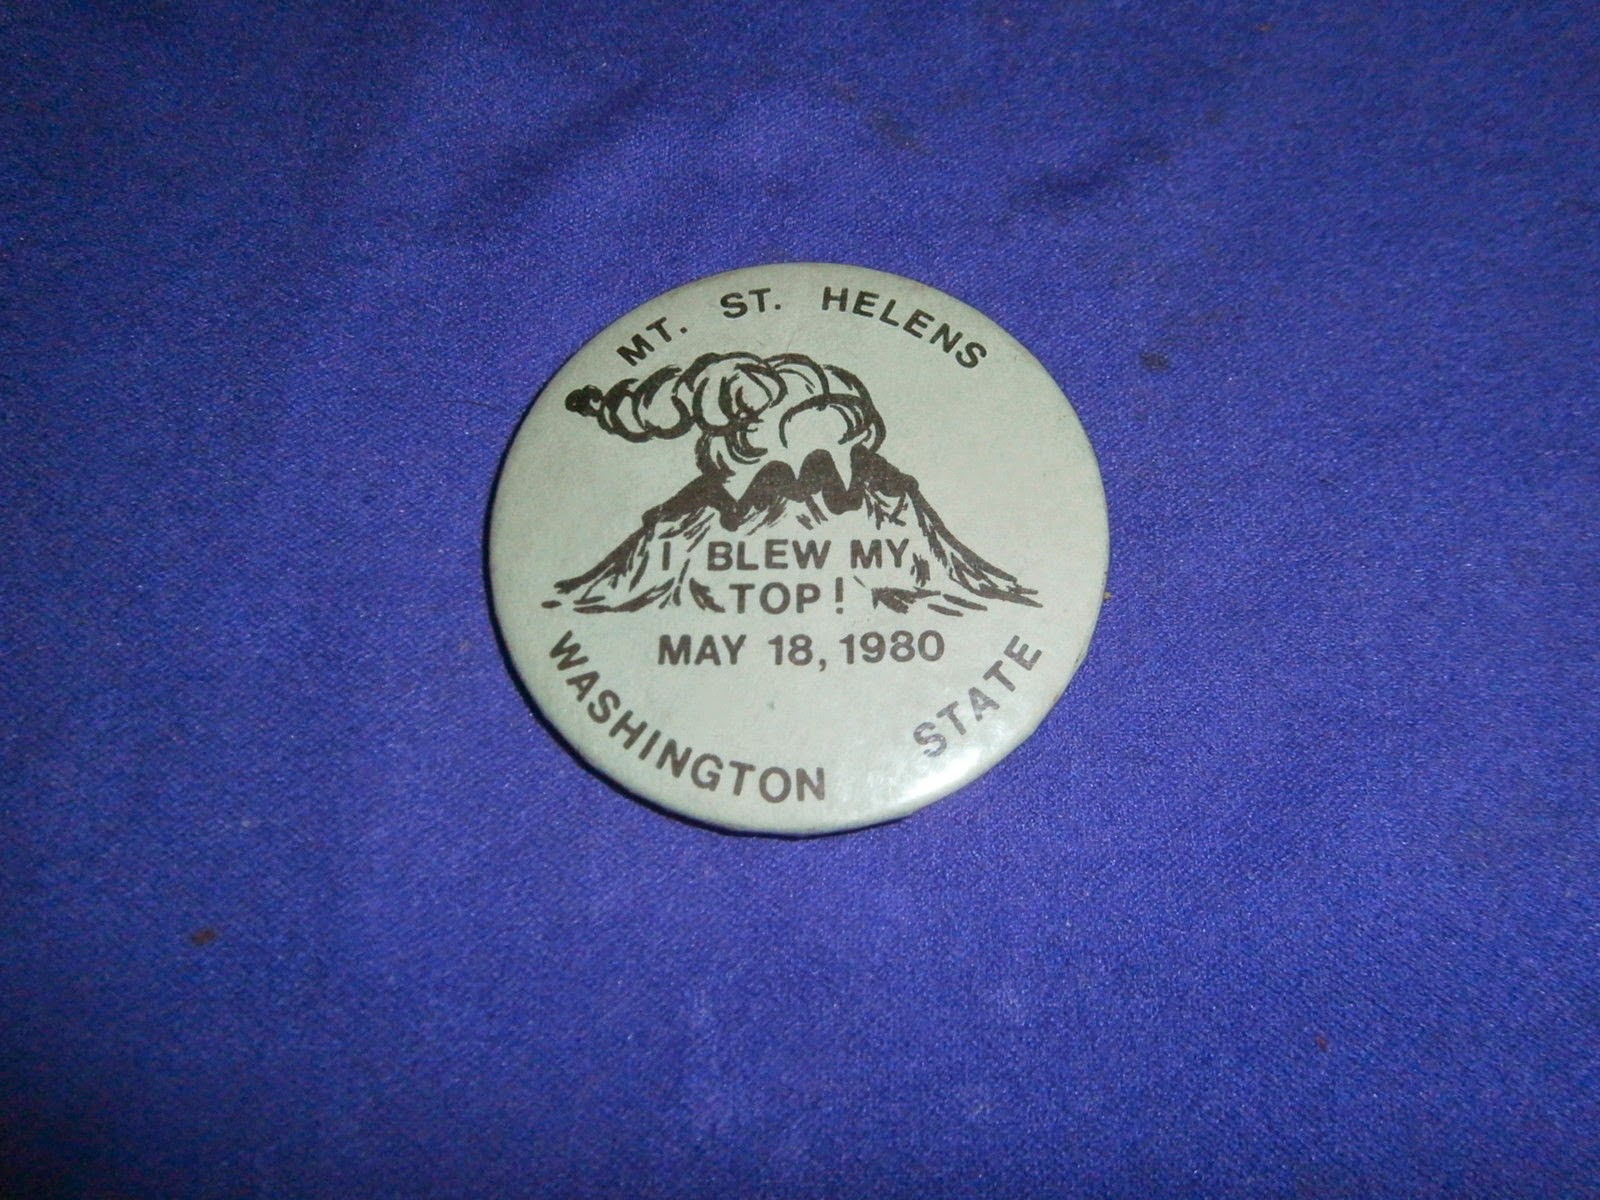 MT. ST. HELENS
I BLEW MY
TOP!
MAY 18, 1980
WASHINGTON STATE